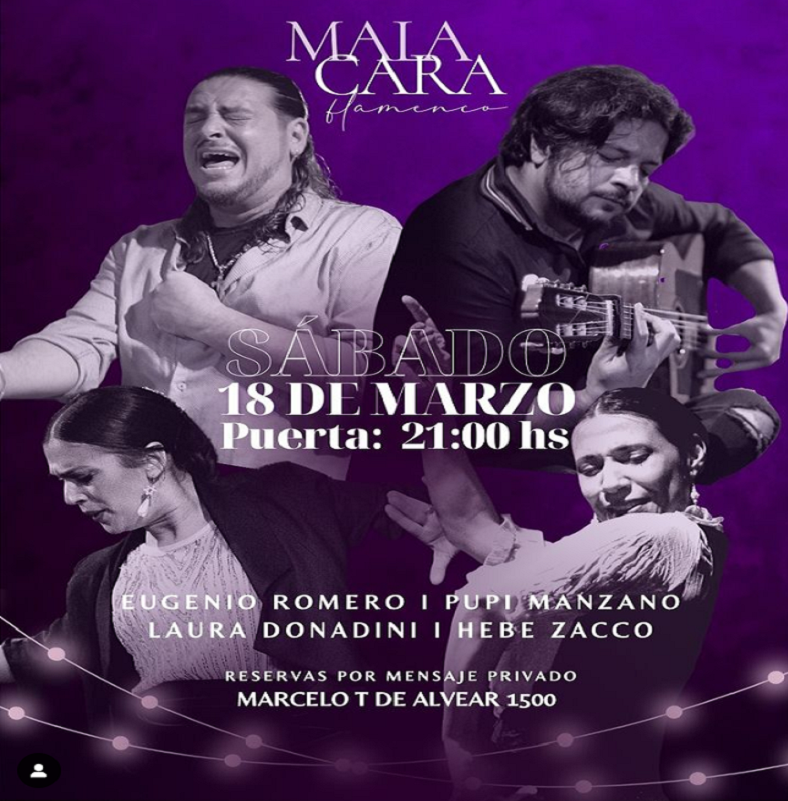 MALA
CARA
flamenco
SÁBADO
18 DE MARZO
Puerta: 21:00 hs
EUGENIO ROMERO I PUPI MANZANO
LAURA DONADINI I HEBE ZACCO
RESERVAS POR MENSAJE PRIVADO
MARCELO T DE ALVEAR 1500